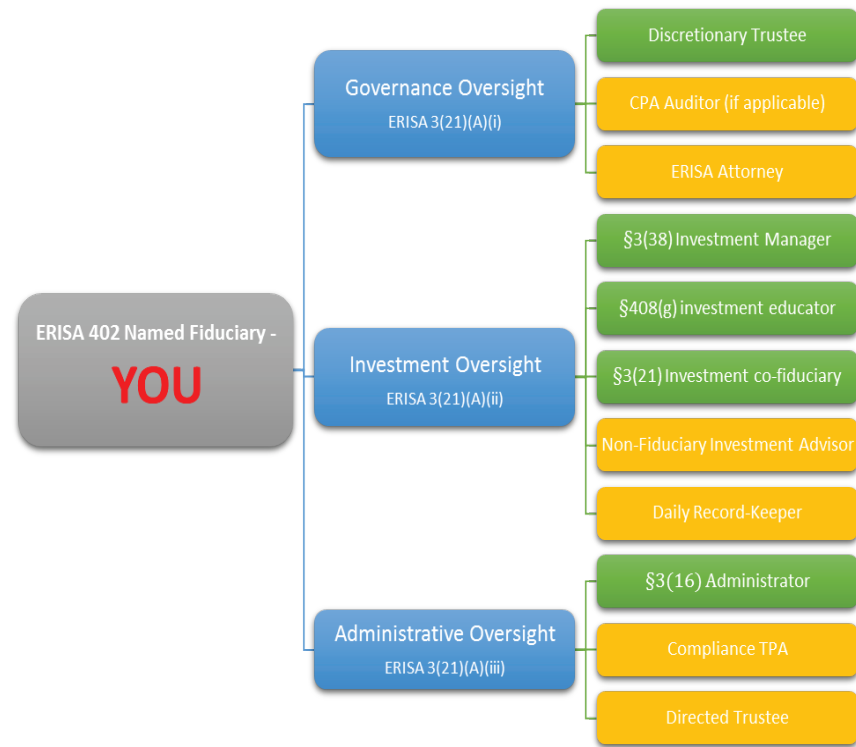 ERISA 402 Named Fiduciary -
YOU
Governance Oversight
ERISA 3(21)(A)(i)
Discretionary Trustee
CPA Auditor (if applicable)
ERISA Attorney
Investment Oversight
ERISA 3(21)(A)(ii)
§3(38) Investment Manager
§408(g) investment educator
§3(21) Investment co-fiduciary
Non-Fiduciary Investment Advisor
Daily Record-Keeper
Administrative Oversight
ERISA 3(21)(A)(iii)
§3(16) Administrator
Compliance TPA
Directed Trustee